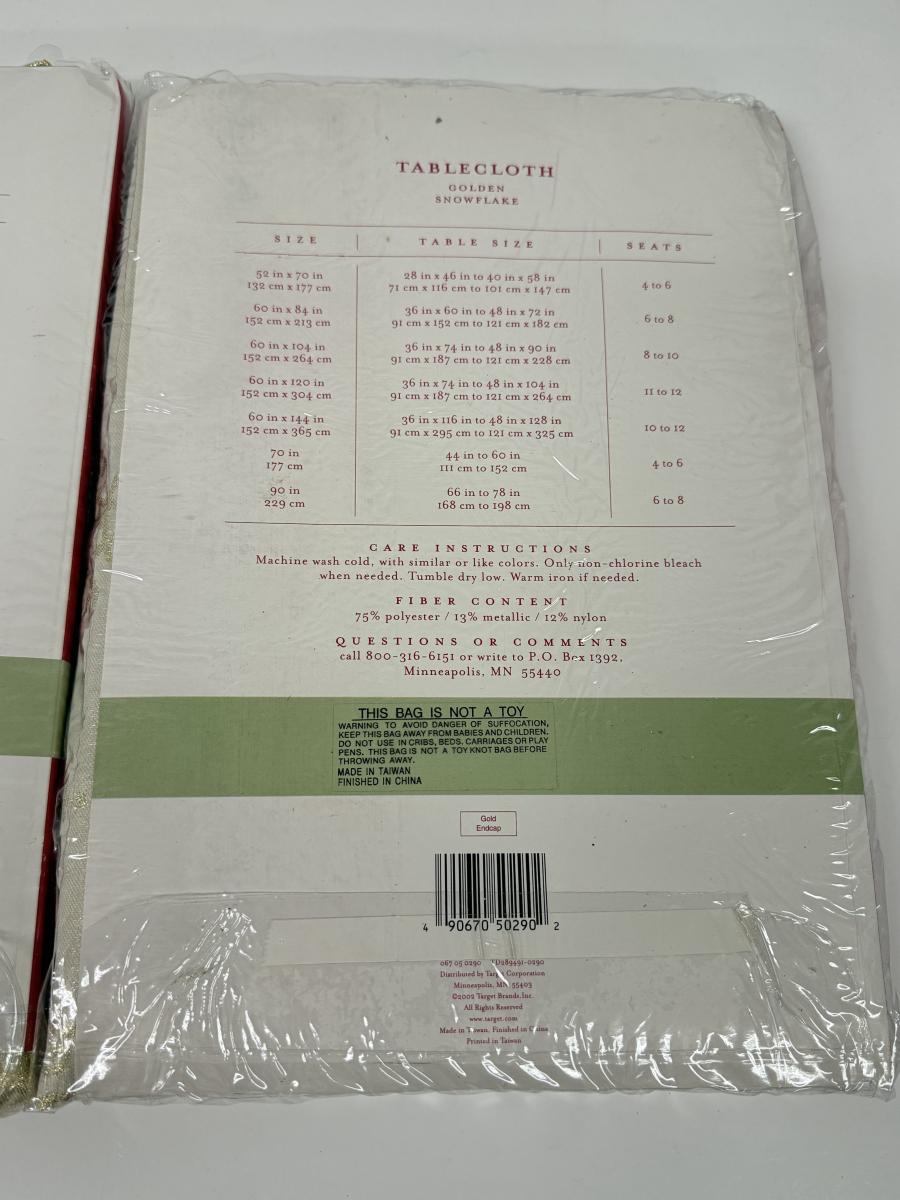 TABLECLOTH
GOLDEN
SNOWFLAKE
SIZE TABLE SIZE SEATS
52 in x 70 in 28 in x 46 in to 40 in x 58 in
132 cm x 177 cm 71 cm x 116 cm to 101 cm x 147 cm 4 to 6
60 in x 84 in 36 in x 60 in to 48 in x 72 in
152 cm x 213 cm 91 cm x 152 cm to 121 cm x 182 cm 6 to 8
60 in x 104 in 36 in x 74 in to 48 in x 90 in
152 cm x 264 cm 91 cm x 187 cm to 121 cm x 228 cm 8 to 10
60 in x 120 in 36 in x 74 in to 48 in x 104 in
152 cm x 304 cm 91 cm x 187 cm to 121 cm x 264 cm 11 to 12
60 in x 144 in 36 in x 116 in to 48 in x 128 in
152 cm x 365 cm 91 cm x 295 cm to 121 cm x 325 cm 10 to 12
70 in 44 in to 60 in
177 cm 111 cm to 152 cm 4 to 6
90 in 66 in to 78 in
229 cm 168 cm to 198 cm 6 to 8
CARE INSTRUCTIONS
Machine wash cold, with similar or like colors. Only non-chlorine bleach
when needed. Tumble dry low. Warm iron if needed.
FIBER CONTENT
75% polyester / 13% metallic / 12% nylon
QUESTIONS OR COMMENTS
call 800-316-6151 or write to P.O. Box 1392,
Minneapolis, MN 55440
THIS BAG IS NOT A TOY
WARNING TO AVOID DANGER OF SUFFOCATION,
KEEP THIS BAG AWAY FROM BABIES AND CHILDREN.
DO NOT USE IN CRIBS, BEDS, CARRIAGES OR PLAY
PENS. THIS BAG IS NOT A TOY KNOT BAG BEFORE
THROWING AWAY.
MADE IN TAIWAN
FINISHED IN CHINA
Gold
Endcap
4 90670 50290 2
067 05 0290 TD289491-0290
Distributed by Target Corporation
Minneapolis, MN 55403
©2002 Target Brands, Inc.
All Rights Reserved
www.target.com
Made in Taiwan. Finished in China
Printed in Taiwan